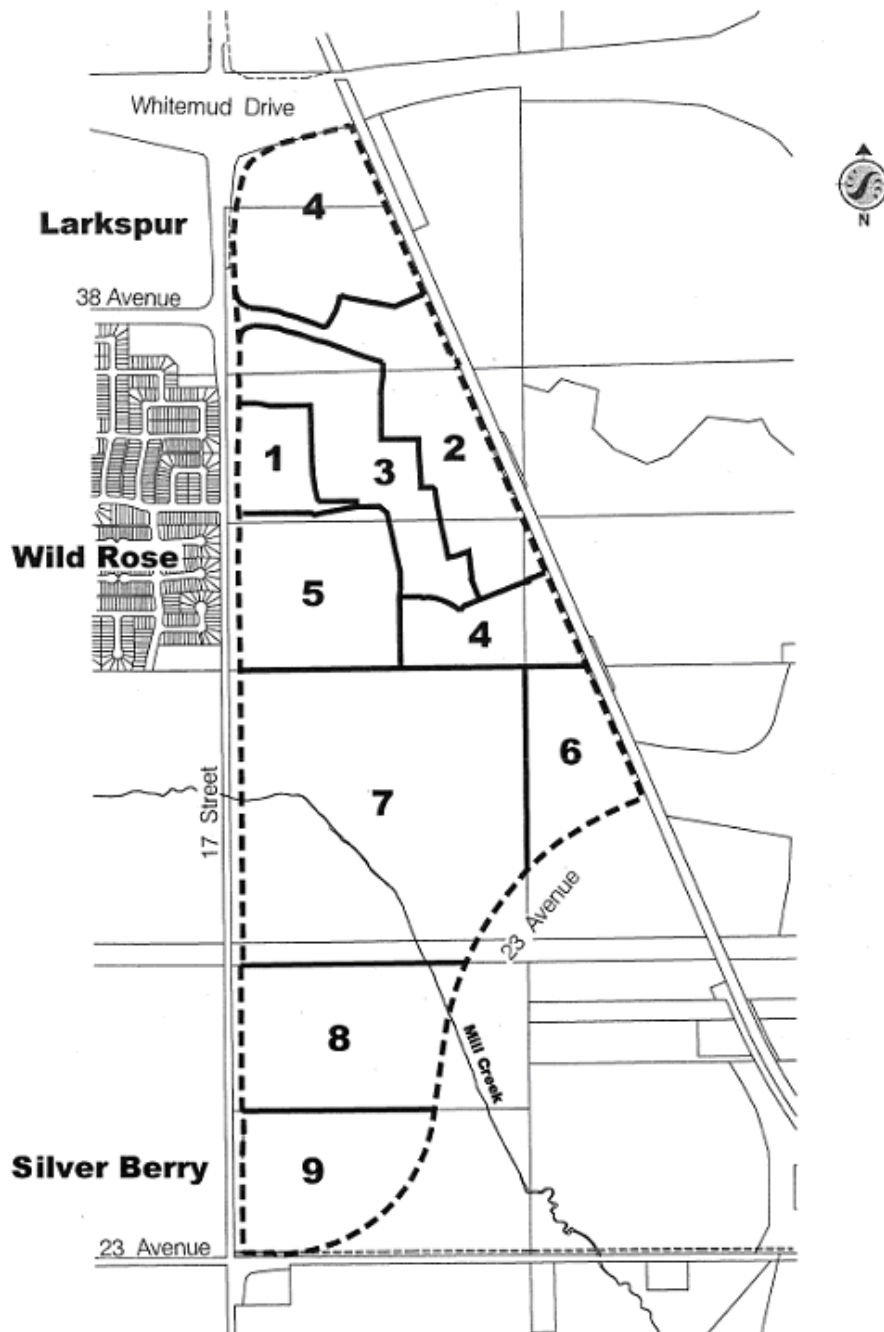 Whitemud Drive
4
Larkspur
38 Avenue
N
1
2
3
Wild Rose
5
4
6
17 Street
7
23 Avenue
8
Mill Creek
Silver Berry
9
23 Avenue